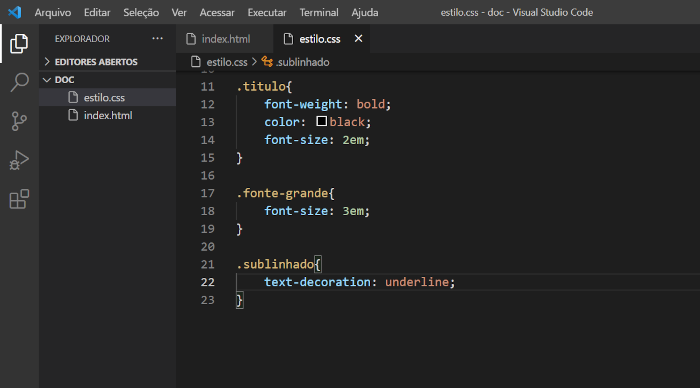 Arquivo Editar Seleção Ver Acessar Executar Terminal Ajuda estilo.css - doc - Visual Studio Code
EXPLORADOR ···
EDITORES ABERTOS
DOC
estilo.css
index.html
index.html estilo.css
estilo.css > .sublinhado
11 .titulo{
12 font-weight: bold;
13 color: black;
14 font-size: 2em;
15 }
16
17 .fonte-grande{
18 font-size: 3em;
19 }
20
21 .sublinhado{
22 text-decoration: underline;
23 }